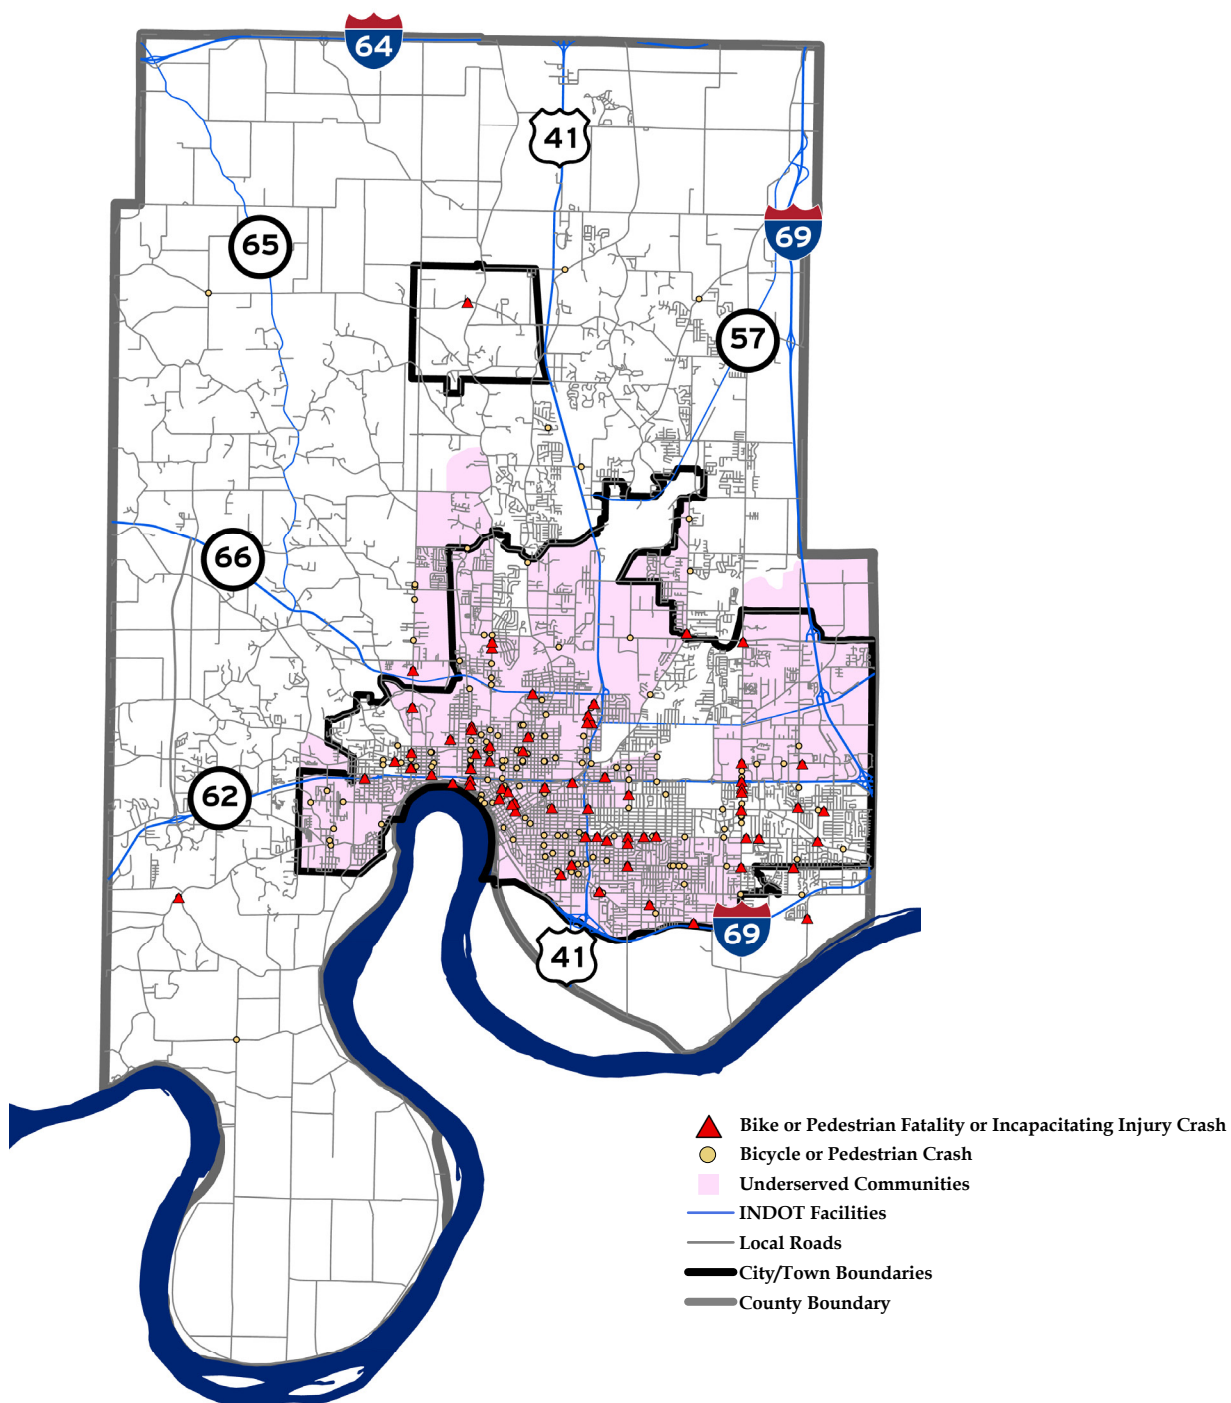 64
41
65
69
57
66
62
69
41
Bike or Pedestrian Fatality or Incapacitating Injury Crash
Bicycle or Pedestrian Crash
Underserved Communities
INDOT Facilities
Local Roads
City/Town Boundaries
County Boundary